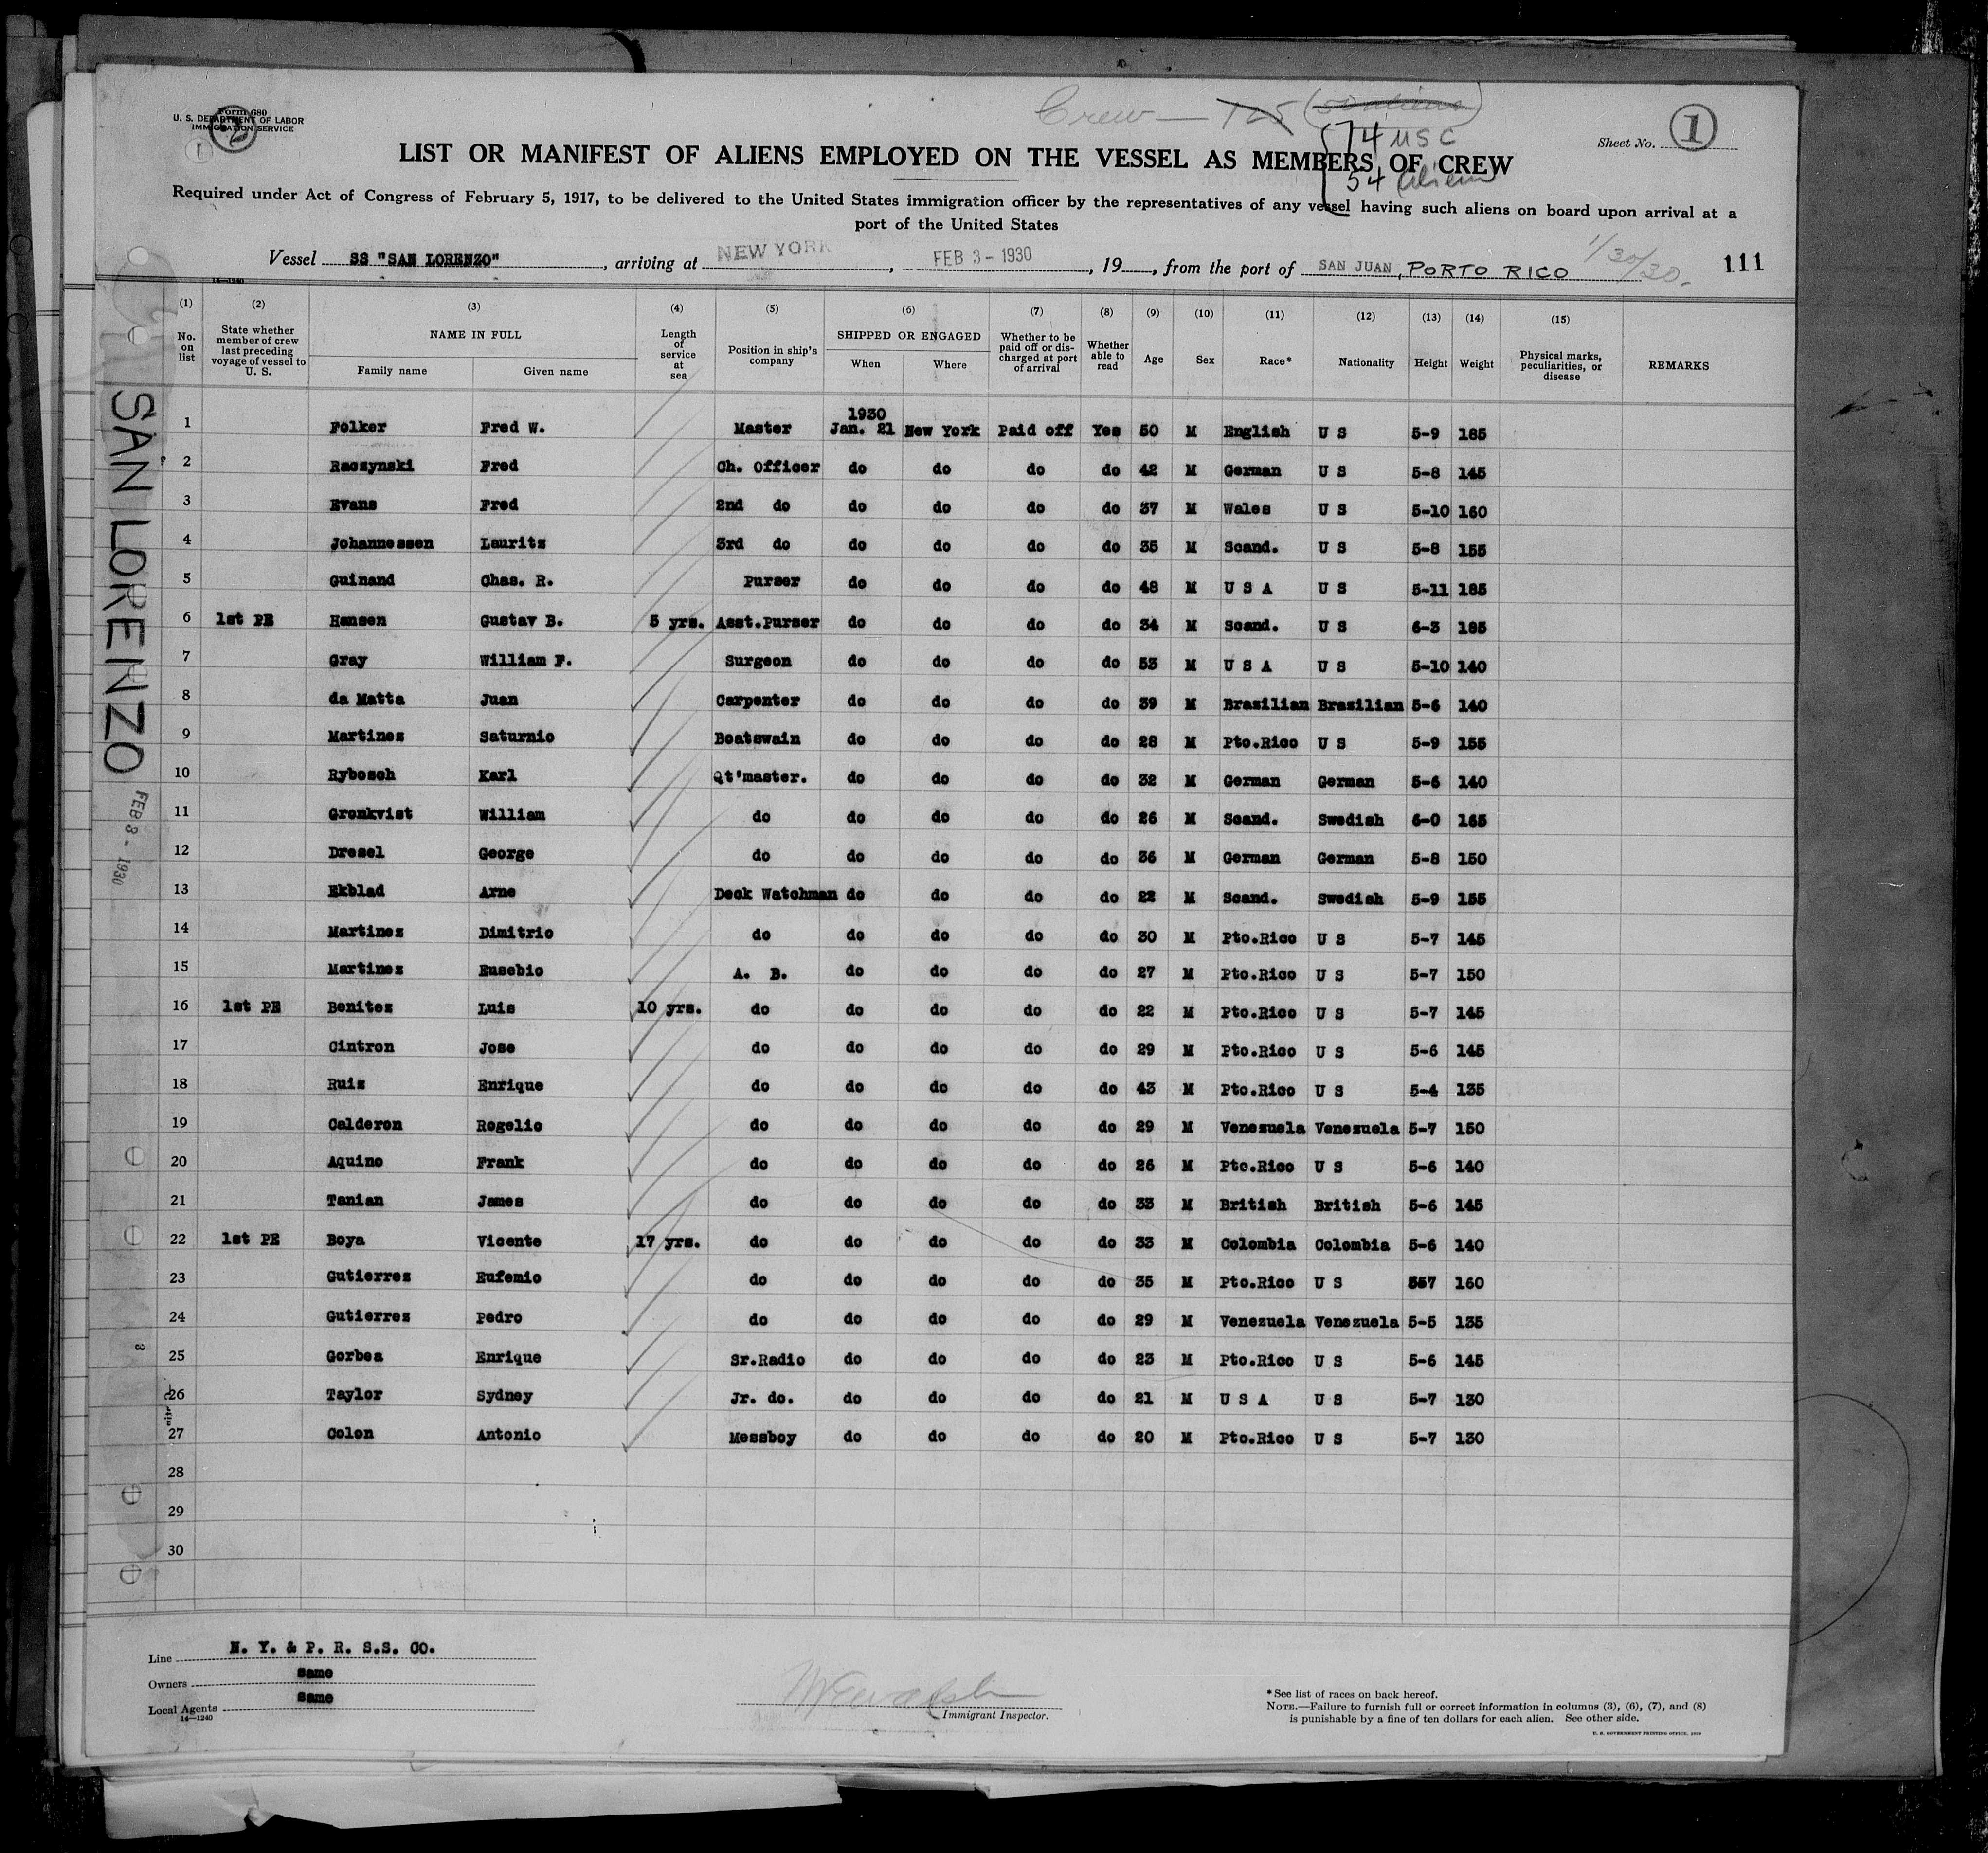 Form 680
U. S. DEPARTMENT OF LABOR
IMMIGRATION SERVICE
2
1
Crew — 125 (50 aliens)
74 USC
54 aliens
Sheet No. 1
LIST OR MANIFEST OF ALIENS EMPLOYED ON THE VESSEL AS MEMBERS OF CREW
Required under Act of Congress of February 5, 1917, to be delivered to the United States immigration officer by the representatives of any vessel having such aliens on board upon arrival at a
port of the United States
Vessel SS "SAN LORENZO", arriving at NEW YORK, FEB 3 - 1930, 19 , from the port of SAN JUAN, PORTO RICO 1/30/30. 111
14—1240
(1) (2) (3) (4) (5) (6) (7) (8) (9) (10) (11) (12) (13) (14) (15)
No. on list State whether member of crew last preceding voyage of vessel to U. S. NAME IN FULL Family name Given name Length of service at sea Position in ship's company SHIPPED OR ENGAGED When Where Whether to be paid off or discharged at port of arrival Whether able to read Age Sex Race* Nationality Height Weight Physical marks, peculiarities, or disease REMARKS
1930
1 Folker Fred W. Master Jan. 21 New York Paid off Yes 50 M English U S 5-9 185
2 Raczynski Fred Ch. Officer do do do do 42 M German U S 5-8 145
3 Evans Fred 2nd do do do do do 37 M Wales U S 5-10 160
4 Johannessen Laurits 3rd do do do do do 35 M Scand. U S 5-8 155
5 Guinand Chas. R. Purser do do do do 48 M U S A U S 5-11 185
6 1st PE Hansen Gustav B. 5 yrs. Asst.Purser do do do do 34 M Scand. U S 6-3 185
7 Gray William F. Surgeon do do do do 53 M U S A U S 5-10 140
8 da Matta Juan Carpenter do do do do 39 M Brasilian Brasilian 5-6 140
9 Martinez Saturnio Boatswain do do do do 28 M Pto.Rico U S 5-9 155
10 Rybosch Karl Qt'master. do do do do 32 M German German 5-6 140
11 Gronkvist William do do do do do 26 M Scand. Swedish 6-0 165
12 Dresel George do do do do do 36 M German German 5-8 150
13 Ekblad Arne Deck Watchman do do do do 22 M Scand. Swedish 5-9 155
14 Martinez Dimitrio do do do do do 30 M Pto.Rico U S 5-7 145
15 Martinez Eusebio A. B. do do do do 27 M Pto.Rico U S 5-7 150
16 1st PE Benitez Luis 10 yrs. do do do do do 22 M Pto.Rico U S 5-7 145
17 Cintron Jose do do do do do 29 M Pto.Rico U S 5-6 145
18 Ruiz Enrique do do do do do 43 M Pto.Rico U S 5-4 135
19 Calderon Rogelio do do do do do 29 M Venezuela Venezuela 5-7 150
20 Aquino Frank do do do do do 26 M Pto.Rico U S 5-6 140
21 Tanian James do do do do do 33 M British British 5-6 145
22 1st PE Boya Vicente 17 yrs. do do do do do 33 M Colombia Colombia 5-6 140
23 Gutierrez Eufemio do do do do do 35 M Pto.Rico U S 557 160
24 Gutierrez Pedro do do do do do 29 M Venezuela Venezuela 5-5 135
25 Gorbea Enrique Sr.Radio do do do do 23 M Pto.Rico U S 5-6 145
26 Taylor Sydney Jr. do. do do do do 21 M U S A U S 5-7 130
27 Colon Antonio Messboy do do do do 20 M Pto.Rico U S 5-7 130
28
29
30
SAN LORENZO
FEB 3 - 1930
Line N. Y. & P. R. S.S. CO.
Owners Same
Local Agents Same
14—1240
Immigrant Inspector.
*See list of races on back hereof.
NOTE.—Failure to furnish full or correct information in columns (3), (6), (7), and (8)
is punishable by a fine of ten dollars for each alien. See other side.